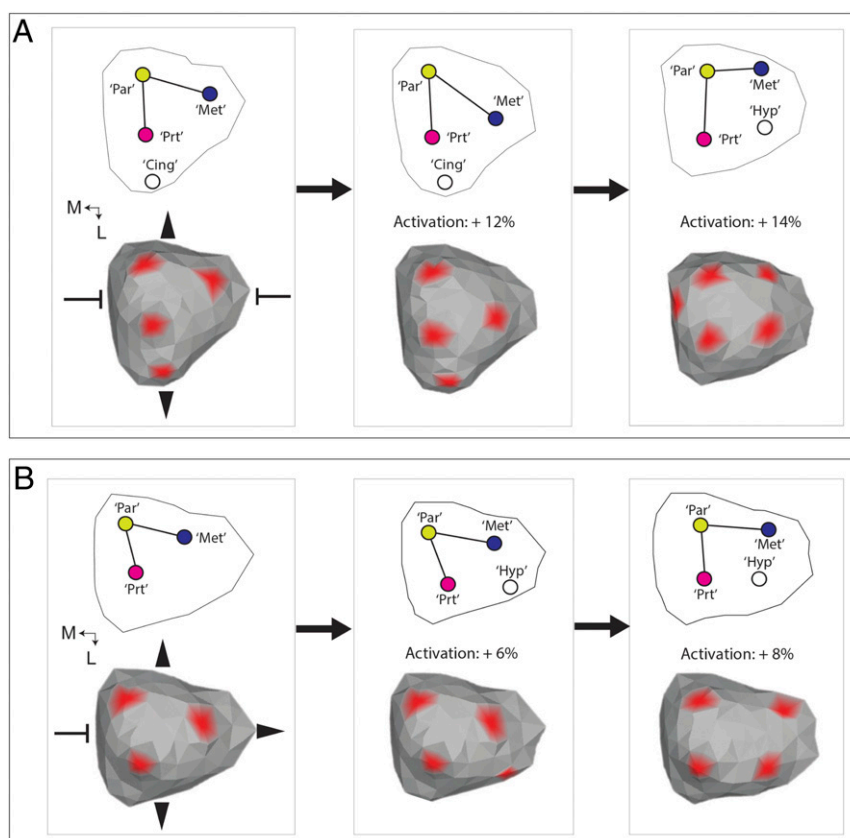 A
'Par'
'Met'
'Prt'
'Cing'
M
L
'Par'
'Met'
'Prt'
'Cing'
Activation: + 12%
'Par'
'Met'
'Hyp'
'Prt'
Activation: + 14%
B
'Par'
'Met'
'Prt'
M
L
'Par'
'Met'
'Hyp'
'Prt'
Activation: + 6%
'Par'
'Met'
'Hyp'
'Prt'
Activation: + 8%